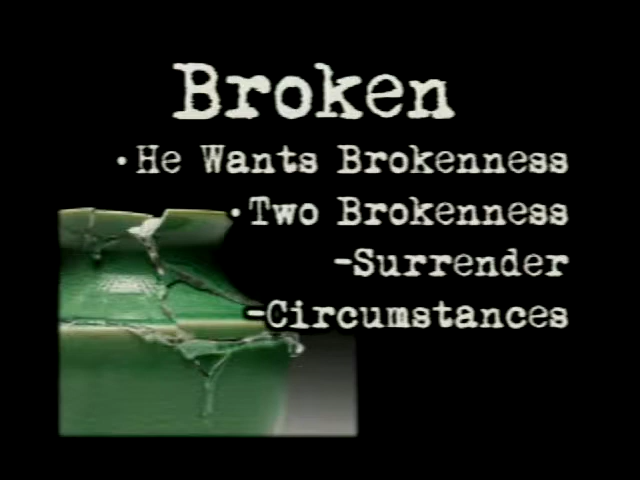 Broken
•He Wants Brokenness
•Two Brokenness
-Surrender
-Circumstances